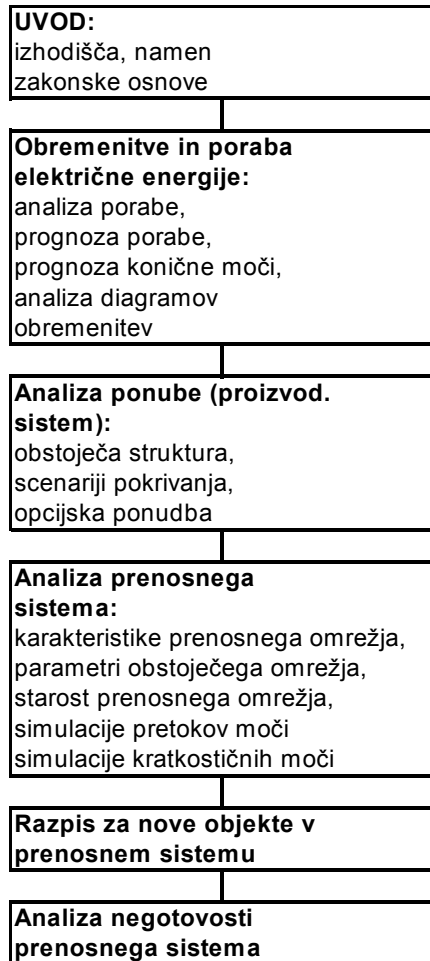 UVOD:
izhodišča, namen
zakonske osnove
Obremenitve in poraba
električne energije:
analiza porabe,
prognoza porabe,
prognoza konične moči,
analiza diagramov
obremenitev
Analiza ponube (proizvod.
sistem):
obstoječa struktura,
scenariji pokrivanja,
opcijska ponudba
Analiza prenosnega
sistema:
karakteristike prenosnega omrežja,
parametri obstoječega omrežja,
starost prenosnega omrežja,
simulacije pretokov moči
simulacije kratkostičnih moči
Razpis za nove objekte v
prenosnem sistemu
Analiza negotovosti
prenosnega sistema